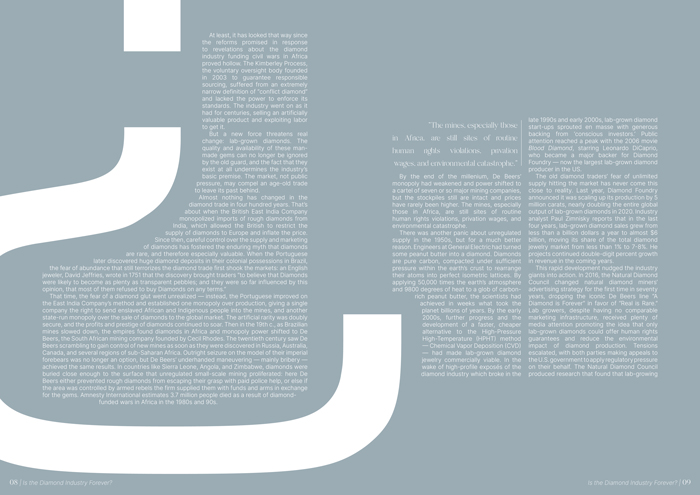 At least, it has looked that way since
the reforms promised in response
to revelations about the diamond
industry funding civil wars in Africa
proved hollow. The Kimberley Process,
the voluntary oversight body founded
in 2003 to guarantee responsible
sourcing, suffered from an extremely
narrow definition of "conflict diamond"
and lacked the power to enforce its
standards. The industry went on as it
had for centuries, selling an artificially
valuable product and exploiting labor
to get it.
But a new force threatens real
change: lab-grown diamonds. The
quality and availability of these man-
made gems can no longer be ignored
by the old guard, and the fact that they
exist at all undermines the industry's
basic premise. The market, not public
pressure, may compel an age-old trade
to leave its past behind.
Almost nothing has changed in the
diamond trade in four hundred years. That's
about when the British East India Company
monopolized imports of rough diamonds from
India, which allowed the British to restrict the
supply of diamonds to Europe and inflate the price.
Since then, careful control over the supply and marketing
of diamonds has fostered the enduring myth that diamonds
are rare, and therefore especially valuable. When the Portuguese
later discovered huge diamond deposits in their colonial possessions in Brazil,
the fear of abundance that still terrorizes the diamond trade first shook the markets: an English
jeweler, David Jeffries, wrote in 1751 that the discovery brought traders "to believe that Diamonds
were likely to become as plenty as transparent pebbles; and they were so far influenced by this
opinion, that most of them refused to buy Diamonds on any terms."
That time, the fear of a diamond glut went unrealized — instead, the Portuguese improved on
the East India Company's method and established one monopoly over production, giving a single
company the right to send enslaved African and Indigenous people into the mines, and another
state-run monopoly over the sale of diamonds to the global market. The artificial rarity was doubly
secure, and the profits and prestige of diamonds continued to soar. Then in the 19th c., as Brazilian
mines slowed down, the empires found diamonds in Africa and monopoly power shifted to De
Beers, the South African mining company founded by Cecil Rhodes. The twentieth century saw De
Beers scrambling to gain control of new mines as soon as they were discovered in Russia, Australia,
Canada, and several regions of sub-Saharan Africa. Outright seizure on the model of their imperial
forebears was no longer an option, but De Beers' underhanded maneuvering — mainly bribery —
achieved the same results. In countries like Sierra Leone, Angola, and Zimbabwe, diamonds were
buried close enough to the surface that unregulated small-scale mining proliferated: here De
Beers either prevented rough diamonds from escaping their grasp with paid police help, or else if
the area was controlled by armed rebels the firm supplied them with funds and arms in exchange
for the gems. Amnesty International estimates 3.7 million people died as a result of diamond-
funded wars in Africa in the 1980s and 90s.
"The mines, especially those
in Africa, are still sites of routine
human rights violations, privation
wages, and environmental catastrophe."
By the end of the millenium, De Beers'
monopoly had weakened and power shifted to
a cartel of seven or so major mining companies,
but the stockpiles still are intact and prices
have rarely been higher. The mines, especially
those in Africa, are still sites of routine
human rights violations, privation wages, and
environmental catastrophe.
There was another panic about unregulated
supply in the 1950s, but for a much better
reason. Engineers at General Electric had turned
some peanut butter into a diamond. Diamonds
are pure carbon, compacted under sufficient
pressure within the earth's crust to rearrange
their atoms into perfect isometric lattices. By
applying 50,000 times the earth's atmosphere
and 9900 degrees of heat to a glob of carbon-
rich peanut butter, the scientists had
achieved in weeks what took the
planet billions of years. By the early
2000s, further progress and the
development of a faster, cheaper
alternative to the High-Pressure
High-Temperature (HPHT) method
— Chemical Vapor Deposition (CVD)
— had made lab-grown diamond
jewelry commercially viable. In the
wake of high-profile exposés of the
diamond industry which broke in the
late 1990s and early 2000s, lab-grown diamond
start-ups sprouted en masse with generous
backing from "conscious investors." Public
attention reached a peak with the 2006 movie
Blood Diamond, starring Leonardo DiCaprio,
who became a major backer for Diamond
Foundry — now the largest lab-grown diamond
producer in the US.
The old diamond traders' fear of unlimited
supply hitting the market has never come this
close to reality. Last year, Diamond Foundry
announced it was scaling up its production by 5
million carats, nearly doubling the entire global
output of lab-grown diamonds in 2020. Industry
analyst Paul Zimnisky reports that in the last
four years, lab-grown diamond sales grew from
less than a billion dollars a year to almost $6
billion, moving its share of the total diamond
jewelry market from less than 1% to 7-8%. He
projects continued double-digit percent growth
in revenue in the coming years.
This rapid development nudged the industry
giants into action. In 2016, the Natural Diamond
Council changed natural diamond miners'
advertising strategy for the first time in seventy
years, dropping the iconic De Beers line "A
Diamond is Forever" in favor of "Real is Rare."
Lab growers, despite having no comparable
marketing infrastructure, received plenty of
media attention promoting the idea that only
lab-grown diamonds could offer human rights
guarantees and reduce the environmental
impact of diamond production. Tensions
escalated, with both parties making appeals to
the U.S. government to apply regulatory pressure
on their behalf. The Natural Diamond Council
produced research that found that lab-growing
09 | Is the Diamond Industry Forever?
Is the Diamond Industry Forever? | 09